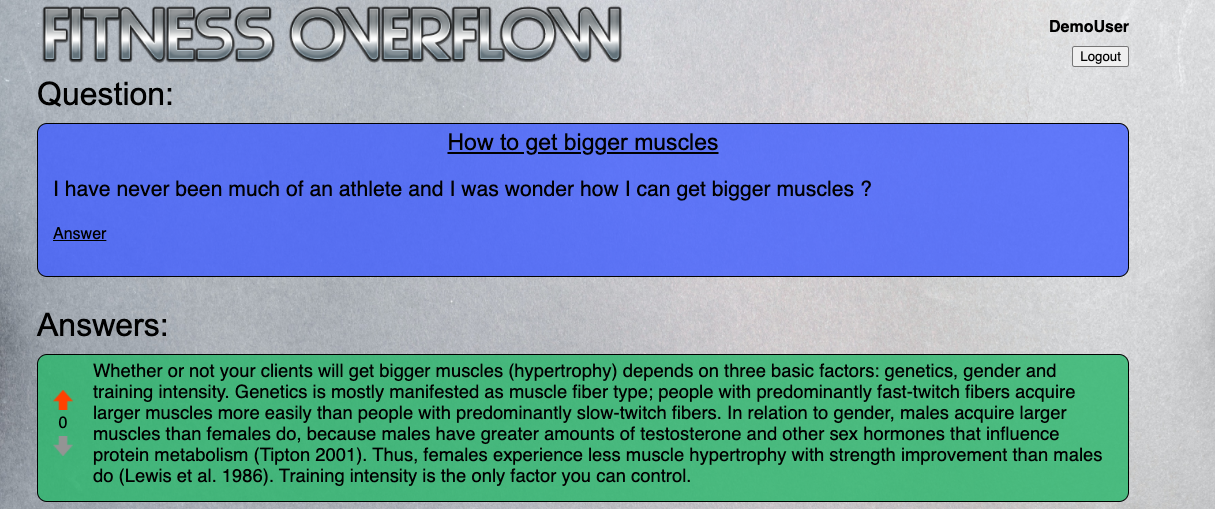 FITNESS OVERFLOW
DemoUser
Logout
Question:
How to get bigger muscles
I have never been much of an athlete and I was wonder how I can get bigger muscles ?
Answer
Answers:
Whether or not your clients will get bigger muscles (hypertrophy) depends on three basic factors: genetics, gender and
training intensity. Genetics is mostly manifested as muscle fiber type; people with predominantly fast-twitch fibers acquire
larger muscles more easily than people with predominantly slow-twitch fibers. In relation to gender, males acquire larger
muscles than females do, because males have greater amounts of testosterone and other sex hormones that influence
protein metabolism (Tipton 2001). Thus, females experience less muscle hypertrophy with strength improvement than males
do (Lewis et al. 1986). Training intensity is the only factor you can control.
0